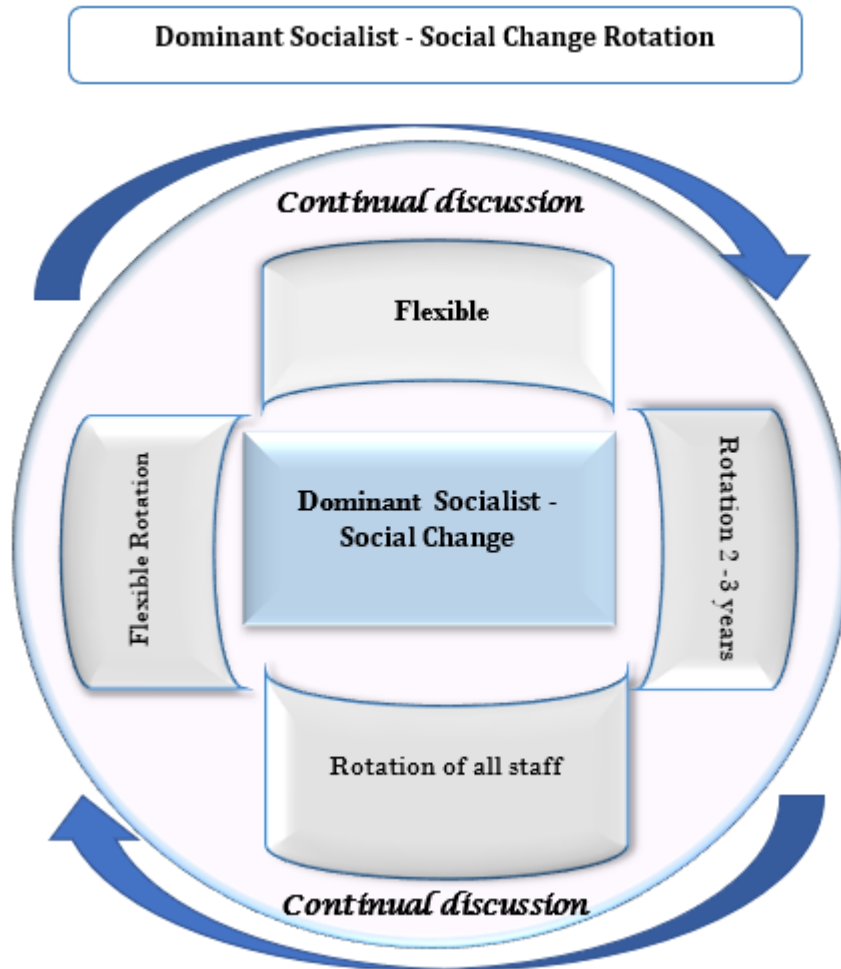 Dominant Socialist - Social Change Rotation
Continual discussion
Flexible
Flexible Rotation
Dominant Socialist -
Social Change
Rotation 2 - 3 years
Rotation of all staff
Continual discussion